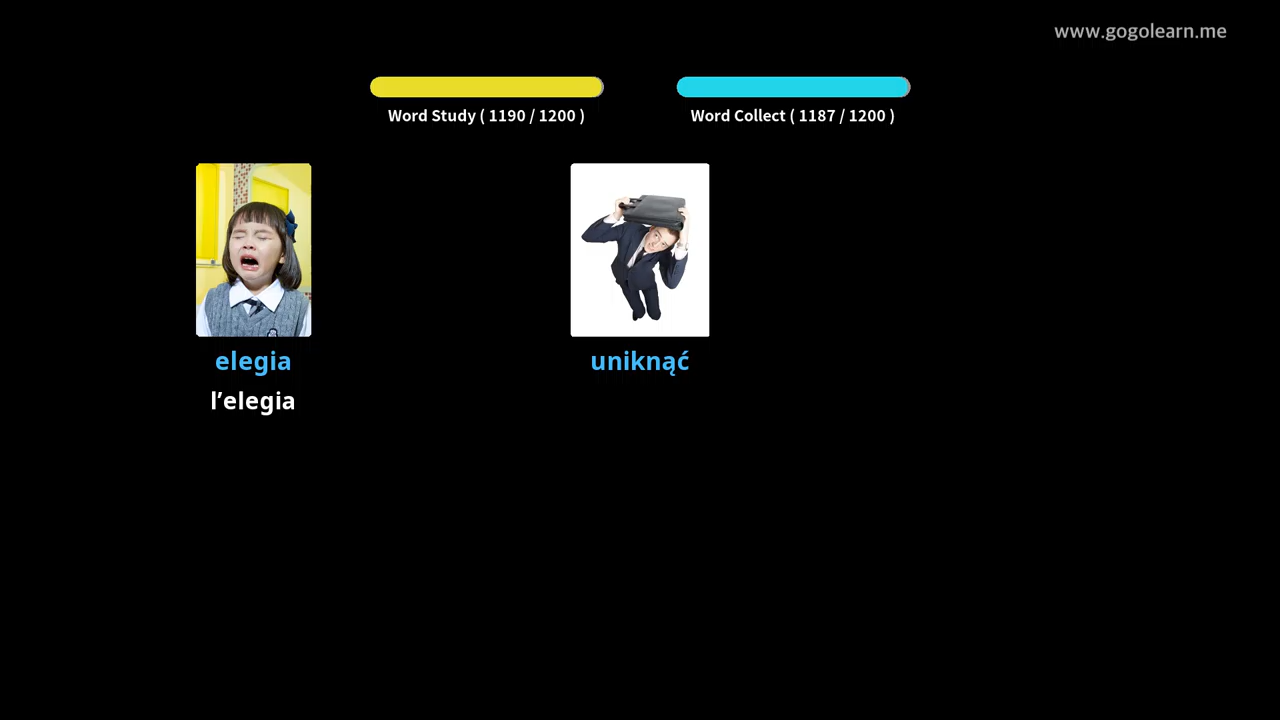 www.gogolearn.me
Word Study ( 1190 / 1200 )
Word Collect ( 1187 / 1200 )
elegia
uniknąć
l’elegia